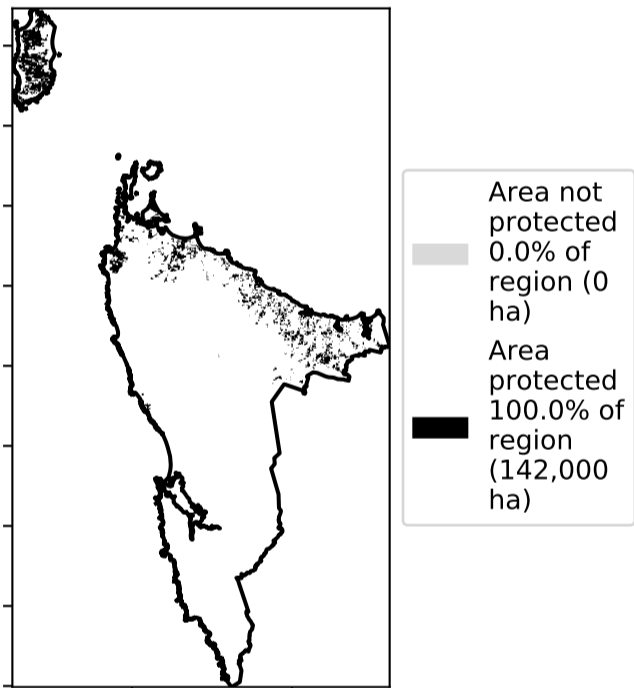 Area not
protected
0.0% of
region (0
ha)
Area
protected
100.0% of
region
(142,000
ha)